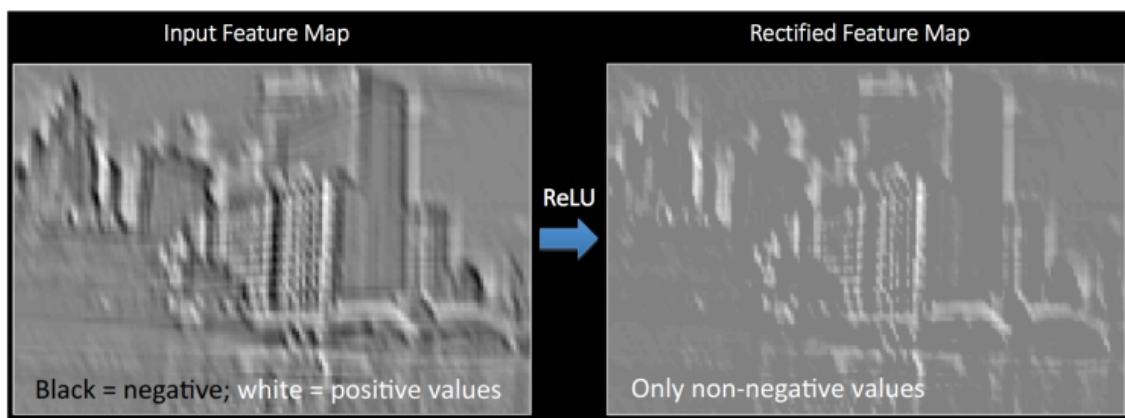 Input Feature Map
Rectified Feature Map
ReLU
Black = negative; white = positive values
Only non-negative values